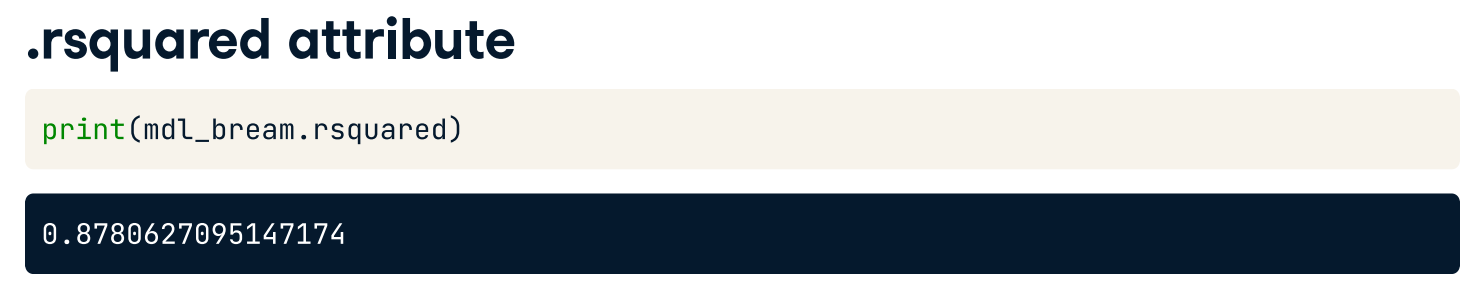 .rsquared attribute
print(mdl_bream.rsquared)
0.8780627095147174